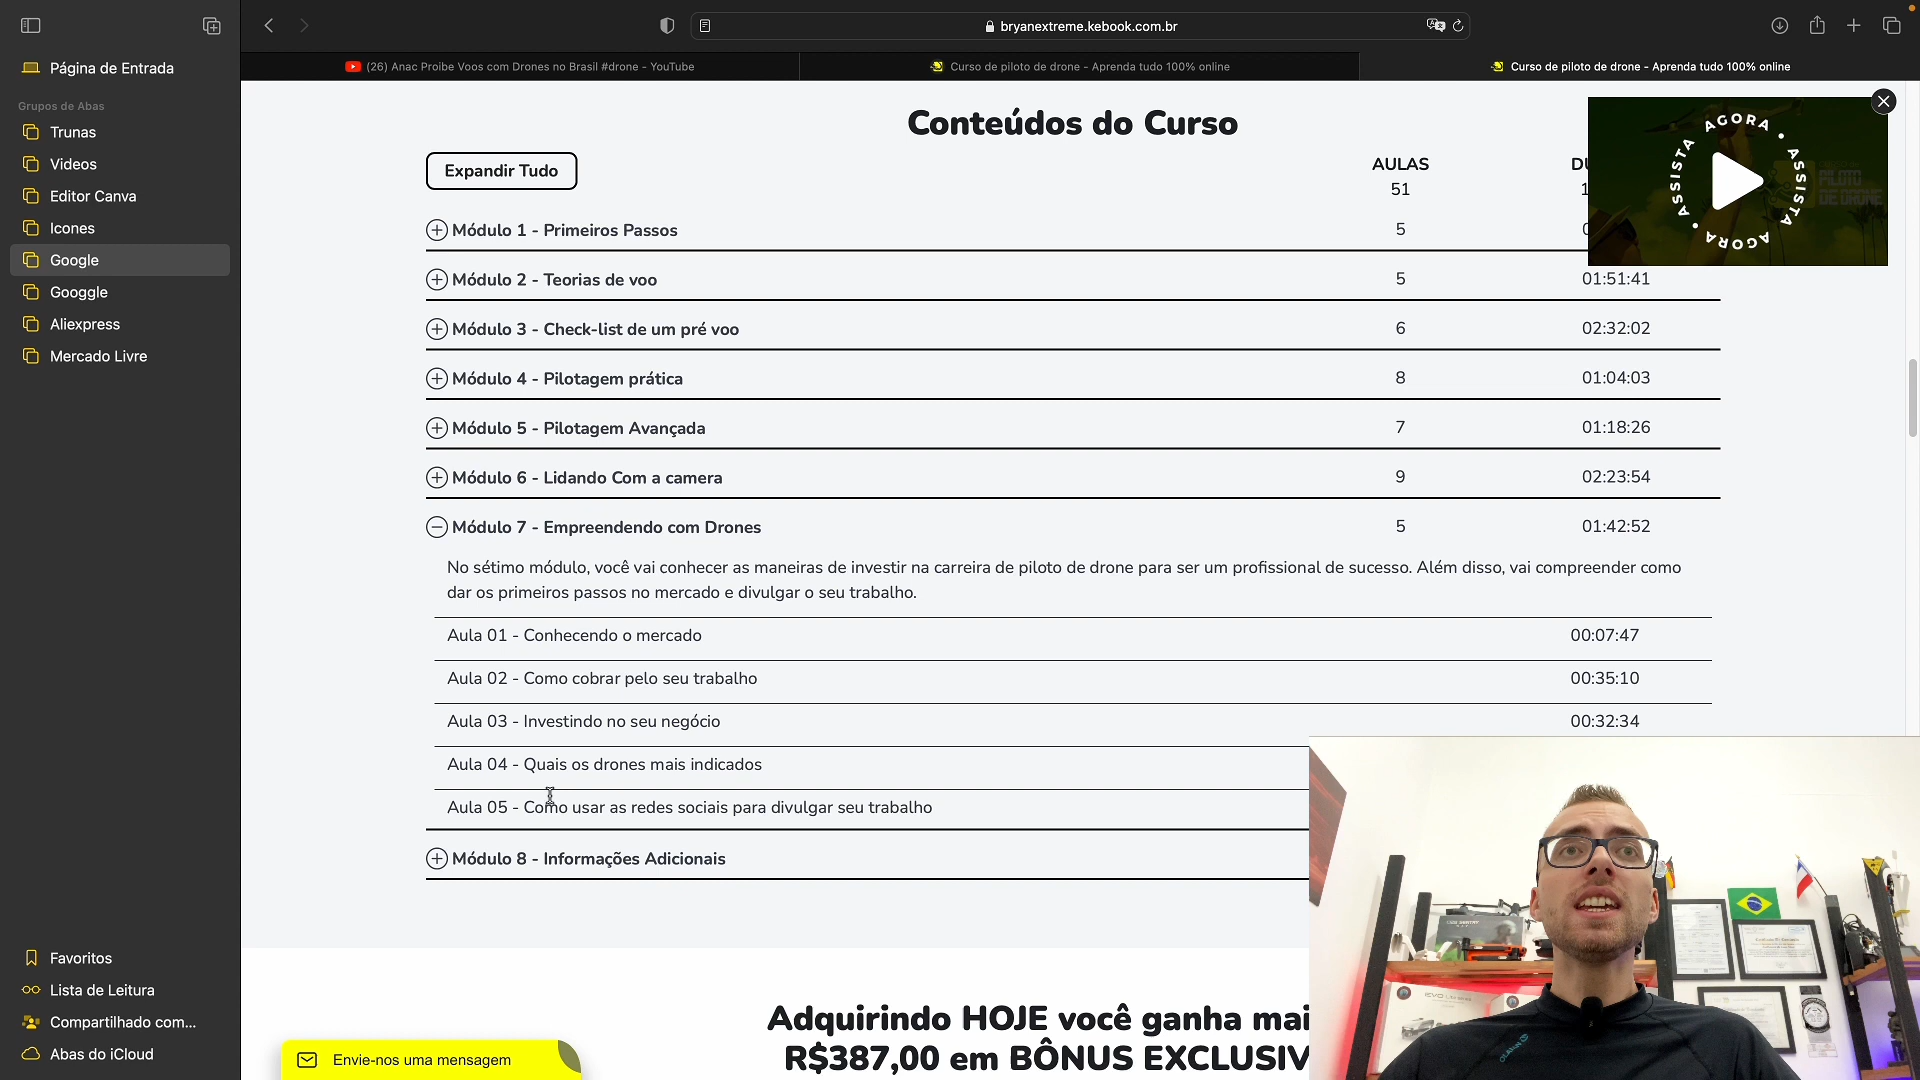 bryanextreme.kebook.com.br
Página de Entrada
Grupos de Abas
Trunas
Videos
Editor Canva
Icones
Google
Googgle
Aliexpress
Mercado Livre
Favoritos
Lista de Leitura
Compartilhado com...
Abas do iCloud
(26) Anac Proibe Voos com Drones no Brasil #drone - YouTube
Curso de piloto de drone - Aprenda tudo 100% online
Curso de piloto de drone - Aprenda tudo 100% online
Conteúdos do Curso
Expandir Tudo
AULAS
51
ASSISTA AGORA • ASSISTA AGORA •
PILOTO
DE DRONE
Módulo 1 - Primeiros Passos 5
Módulo 2 - Teorias de voo 5 01:51:41
Módulo 3 - Check-list de um pré voo 6 02:32:02
Módulo 4 - Pilotagem prática 8 01:04:03
Módulo 5 - Pilotagem Avançada 7 01:18:26
Módulo 6 - Lidando Com a camera 9 02:23:54
Módulo 7 - Empreendendo com Drones 5 01:42:52
No sétimo módulo, você vai conhecer as maneiras de investir na carreira de piloto de drone para ser um profissional de sucesso. Além disso, vai compreender como
dar os primeiros passos no mercado e divulgar o seu trabalho.
Aula 01 - Conhecendo o mercado 00:07:47
Aula 02 - Como cobrar pelo seu trabalho 00:35:10
Aula 03 - Investindo no seu negócio 00:32:34
Aula 04 - Quais os drones mais indicados
Aula 05 - Como usar as redes sociais para divulgar seu trabalho
Módulo 8 - Informações Adicionais
Adquirindo HOJE você ganha mai
R$387,00 em BÔNUS EXCLUSIV
Envie-nos uma mensagem